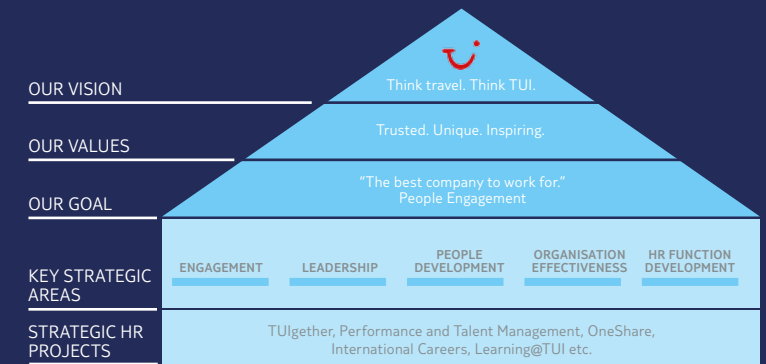 Think travel. Think TUI.
OUR VISION
Trusted. Unique. Inspiring.
OUR VALUES
“The best company to work for.”
People Engagement
OUR GOAL
ENGAGEMENT
LEADERSHIP
PEOPLE
DEVELOPMENT
ORGANISATION
EFFECTIVENESS
HR FUNCTION
DEVELOPMENT
KEY STRATEGIC
AREAS
STRATEGIC HR
PROJECTS
TUIgether, Performance and Talent Management, OneShare,
International Careers, Learning@TUI etc.